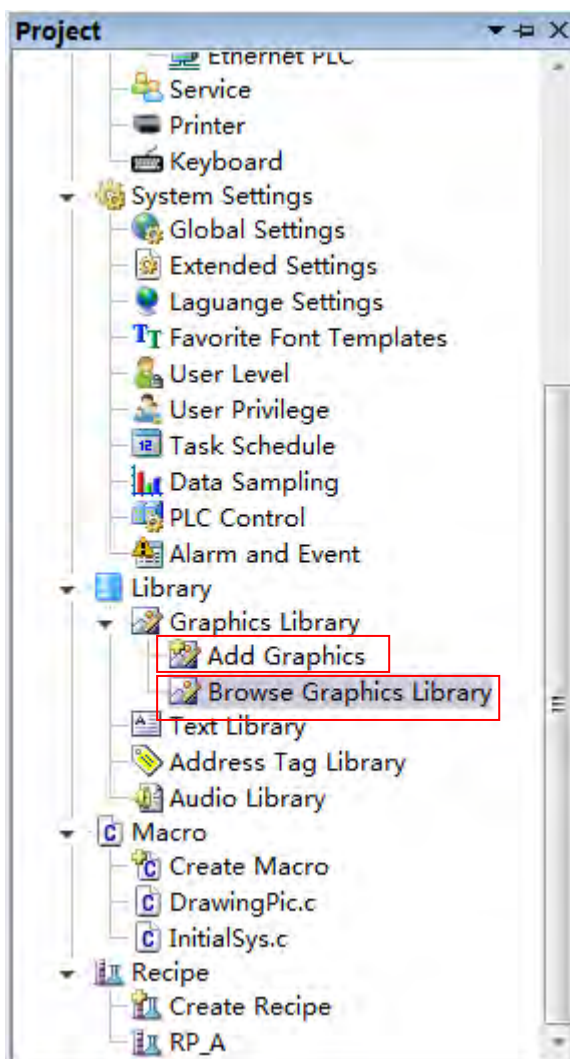 Project
Ethernet PLC
Service
Printer
Keyboard
System Settings
Global Settings
Extended Settings
Laguange Settings
Favorite Font Templates
User Level
User Privilege
Task Schedule
Data Sampling
PLC Control
Alarm and Event
Library
Graphics Library
Add Graphics
Browse Graphics Library
Text Library
Address Tag Library
Audio Library
Macro
Create Macro
DrawingPic.c
InitialSys.c
Recipe
Create Recipe
RP_A